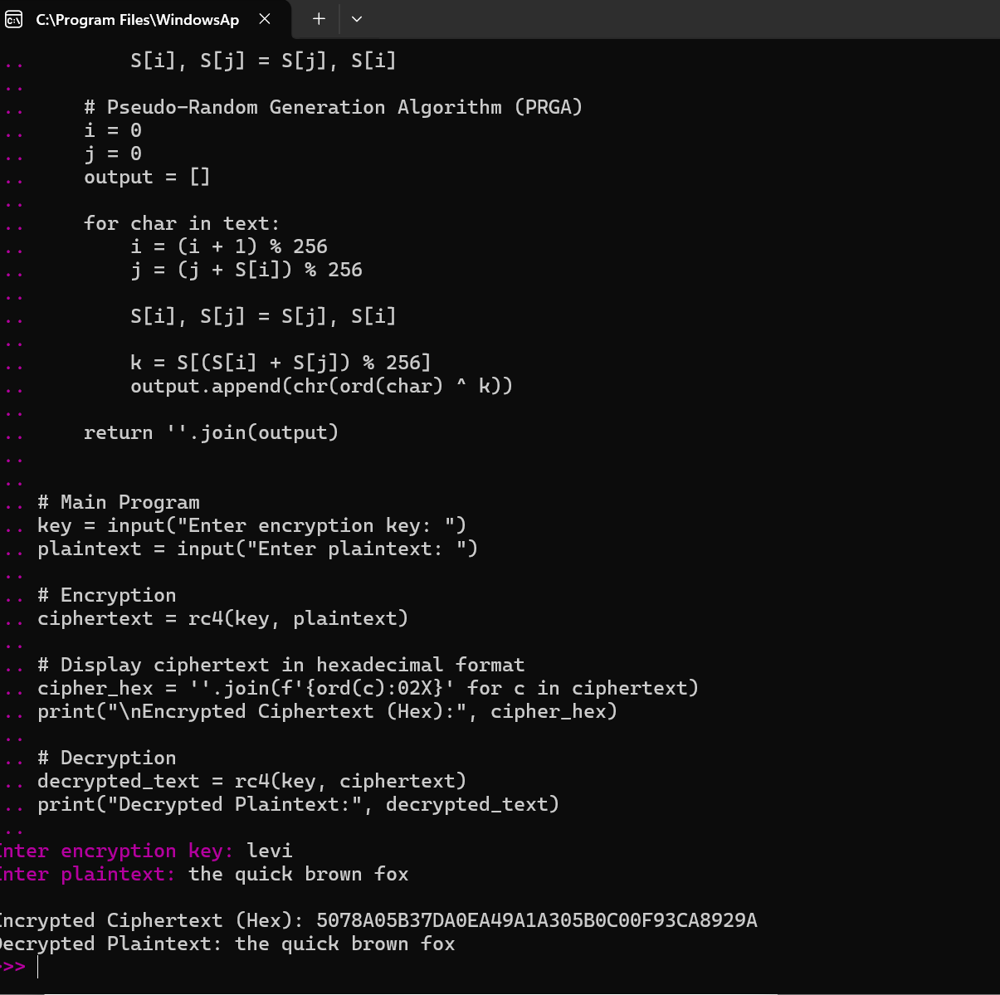 C:\Program Files\WindowsAp
..         S[i], S[j] = S[j], S[i]
..
..     # Pseudo-Random Generation Algorithm (PRGA)
..     i = 0
..     j = 0
..     output = []
..
..     for char in text:
..         i = (i + 1) % 256
..         j = (j + S[i]) % 256
..
..         S[i], S[j] = S[j], S[i]
..
..         k = S[(S[i] + S[j]) % 256]
..         output.append(chr(ord(char) ^ k))
..
..     return ''.join(output)
..
..
.. # Main Program
.. key = input("Enter encryption key: ")
.. plaintext = input("Enter plaintext: ")
..
.. # Encryption
.. ciphertext = rc4(key, plaintext)
..
.. # Display ciphertext in hexadecimal format
.. cipher_hex = ''.join(f'{ord(c):02X}' for c in ciphertext)
.. print("\nEncrypted Ciphertext (Hex):", cipher_hex)
..
.. # Decryption
.. decrypted_text = rc4(key, ciphertext)
.. print("Decrypted Plaintext:", decrypted_text)
..
Enter encryption key: levi
Enter plaintext: the quick brown fox

Encrypted Ciphertext (Hex): 5078A05B37DA0EA49A1A305B0C00F93CA8929A
Decrypted Plaintext: the quick brown fox
>>>